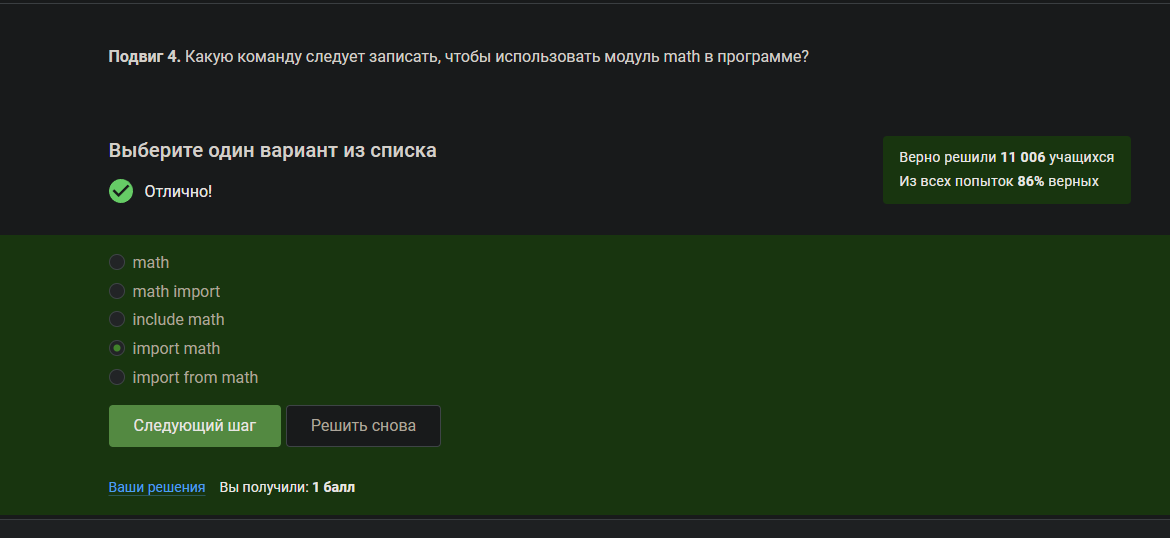 Подвиг 4. Какую команду следует записать, чтобы использовать модуль math в программе?
Выберите один вариант из списка
Отлично!
Верно решили 11 006 учащихся
Из всех попыток 86% верных
math
math import
include math
import math
import from math
Следующий шаг
Решить снова
Ваши решения Вы получили: 1 балл